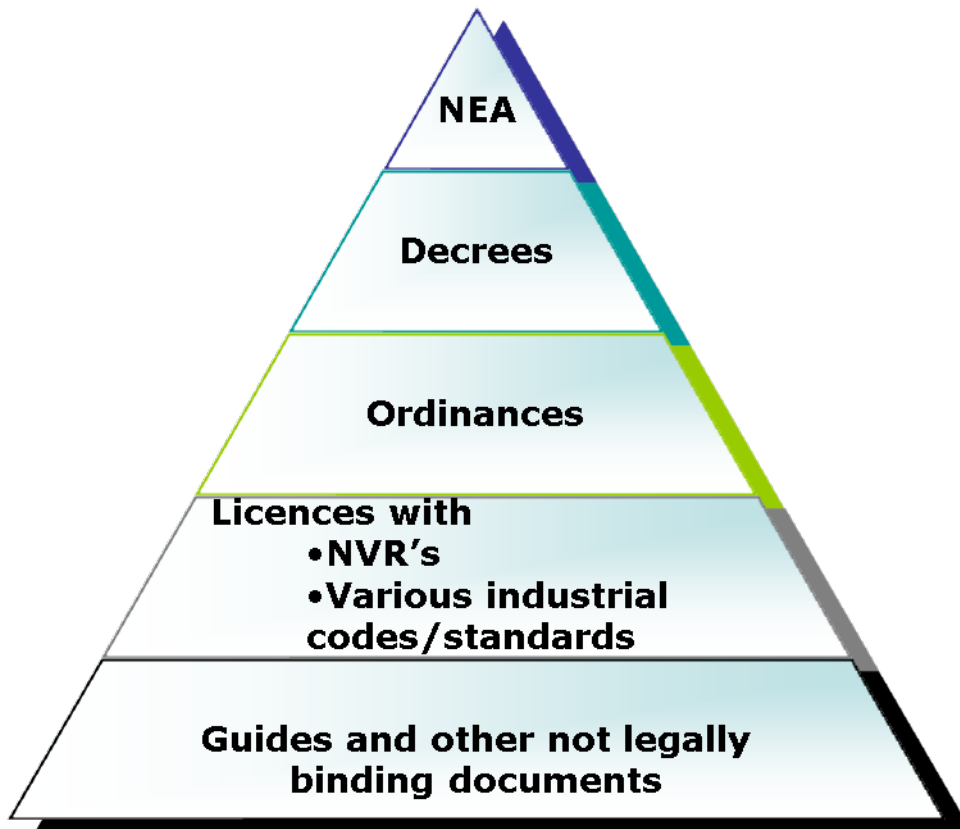 NEA
Decrees
Ordinances
Licences with
•NVR's
•Various industrial
codes/standards
Guides and other not legally
binding documents